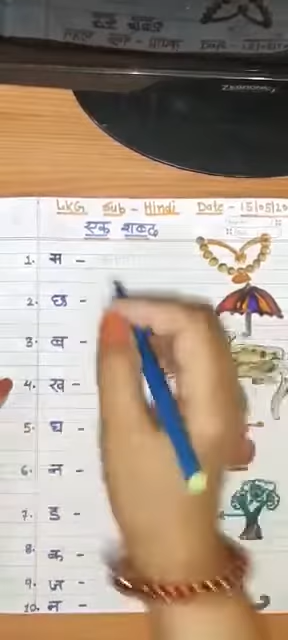 LKG Sub - Hindi Date - 15/05/20
एक शब्द
1. म -
2. छ -
3. ब -
4. ख -
5. घ -
6. न -
7. ड -
8. क -
9. ज -
10. न -